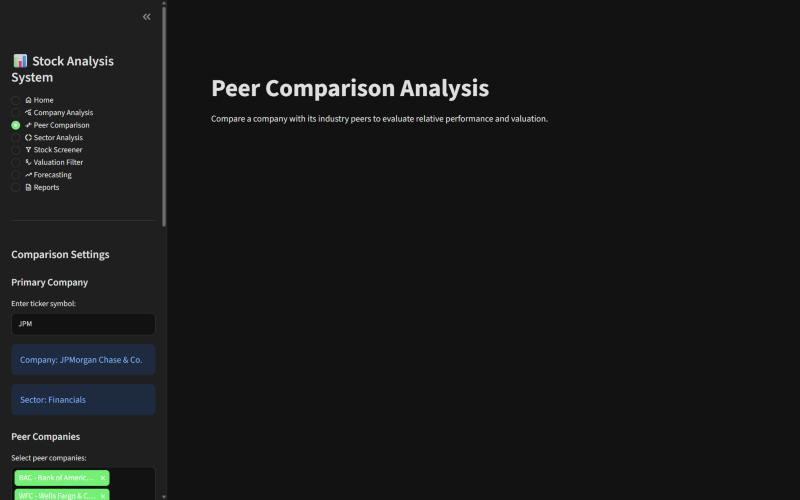 Stock Analysis
System
Home
Company Analysis
Peer Comparison
Sector Analysis
Stock Screener
Valuation Filter
Forecasting
Reports
Comparison Settings
Primary Company
Enter ticker symbol:
JPM
Company: JPMorgan Chase & Co.
Sector: Financials
Peer Companies
Select peer companies:
BAC - Bank of Americ...
WFC - Wells Fargo & C...
Peer Comparison Analysis
Compare a company with its industry peers to evaluate relative performance and valuation.